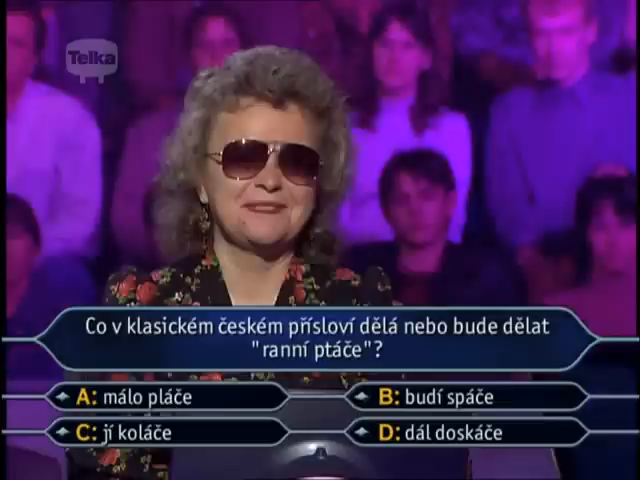 Telka
Co v klasickém českém přísloví dělá nebo bude dělat
"ranní ptáče"?
A: málo pláče
B: budí spáče
C: jí koláče
D: dál doskáče